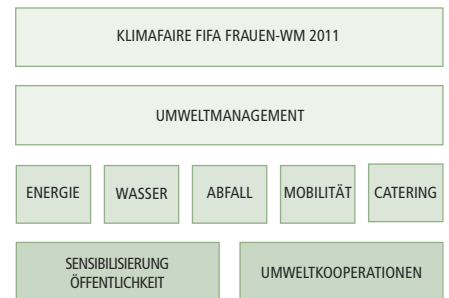 KLIMAFAIRE FIFA FRAUEN-WM 2011
UMWELTMANAGEMENT
ENERGIE
WASSER
ABFALL
MOBILITÄT
CATERING
SENSIBILISIERUNG
ÖFFENTLICHKEIT
UMWELTKOOPERATIONEN